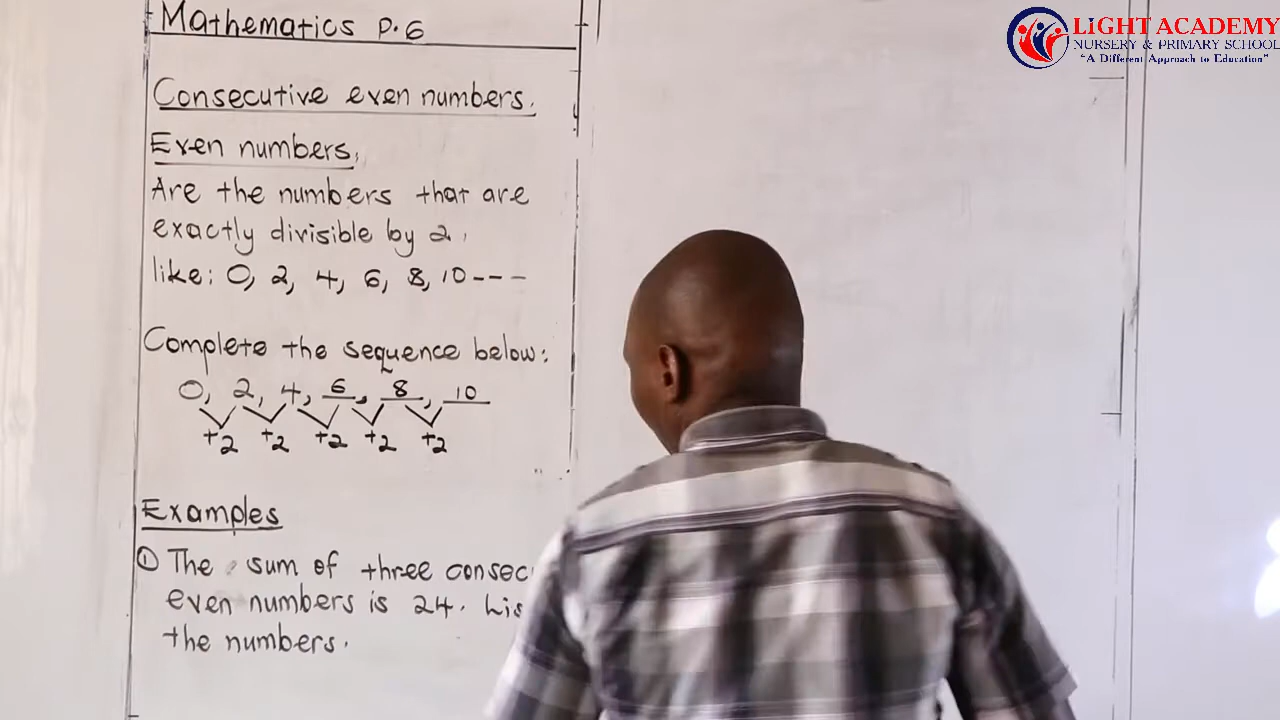 Mathematics P.6
LIGHT ACADEMY
NURSERY & PRIMARY SCHOOL
"A Different Approach to Education"
Consecutive even numbers.
Even numbers.
Are the numbers that are
exactly divisible by 2.
like: 0, 2, 4, 6, 8, 10 ---
Complete the sequence below:
0, 2, 4, 6, 8, 10
+2 +2 +2 +2 +2
Examples
① The sum of three
even numbers is 24.
the numbers.